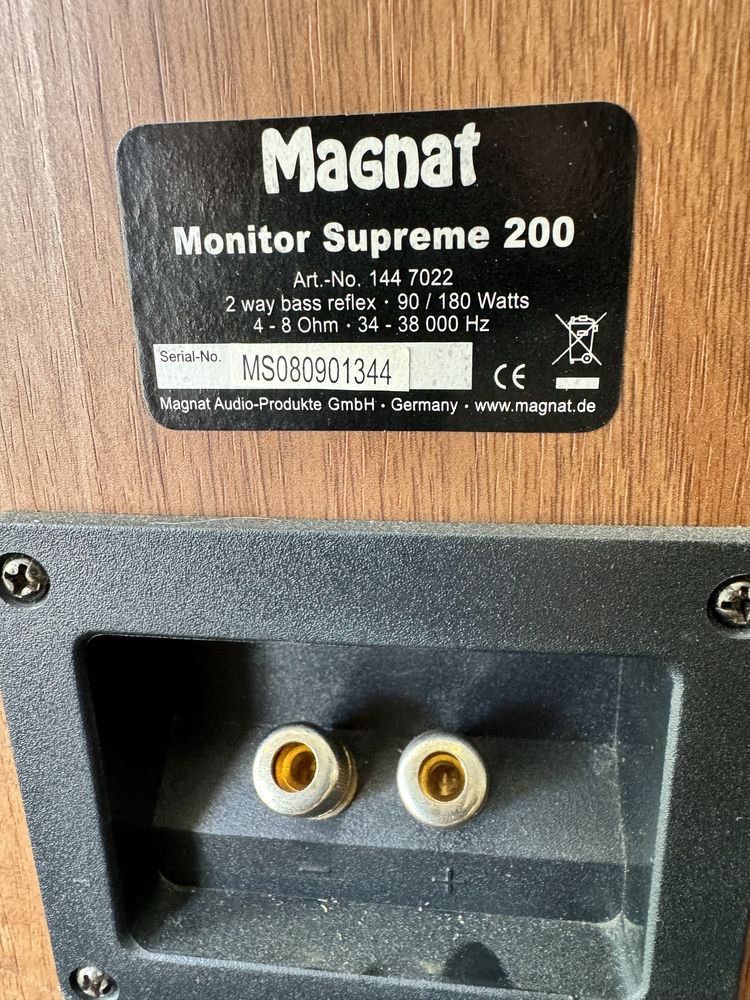 Magnat
Monitor Supreme 200
Art.-No. 144 7022
2 way bass reflex · 90 / 180 Watts
4 - 8 Ohm · 34 - 38 000 Hz
Serial-No. MS080901344 CE
Magnat Audio-Produkte GmbH · Germany · www.magnat.de
− +